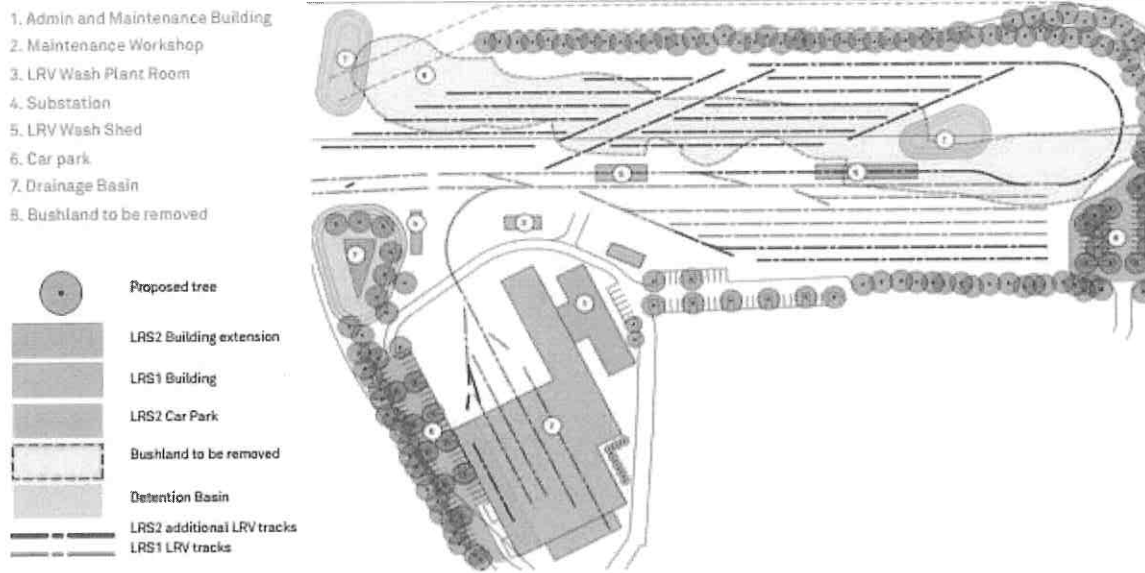 1. Admin and Maintenance Building
2. Maintenance Workshop
3. LRV Wash Plant Room
4. Substation
5. LRV Wash Shed
6. Car park
7. Drainage Basin
8. Bushland to be removed
Proposed tree
LRS2 Building extension
LRS1 Building
LRS2 Car Park
Bushland to be removed
Detention Basin
LRS2 additional LRV tracks
LRS1 LRV tracks